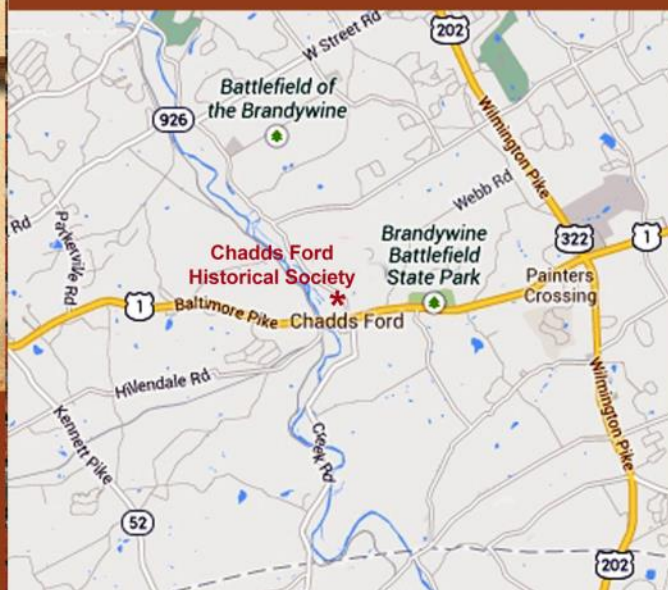 W Street Rd
202
Battlefield of
the Brandywine
926
Wilmington Pike
Webb Rd
Rd
Parkerville Rd
Chadds Ford
Historical Society
*
Brandywine
Battlefield
State Park
322
1
Painters
Crossing
1
Baltimore Pike
Chadds Ford
Hillendale Rd
Kennett Pike
Creek Rd
Wilmington Pike
52
202